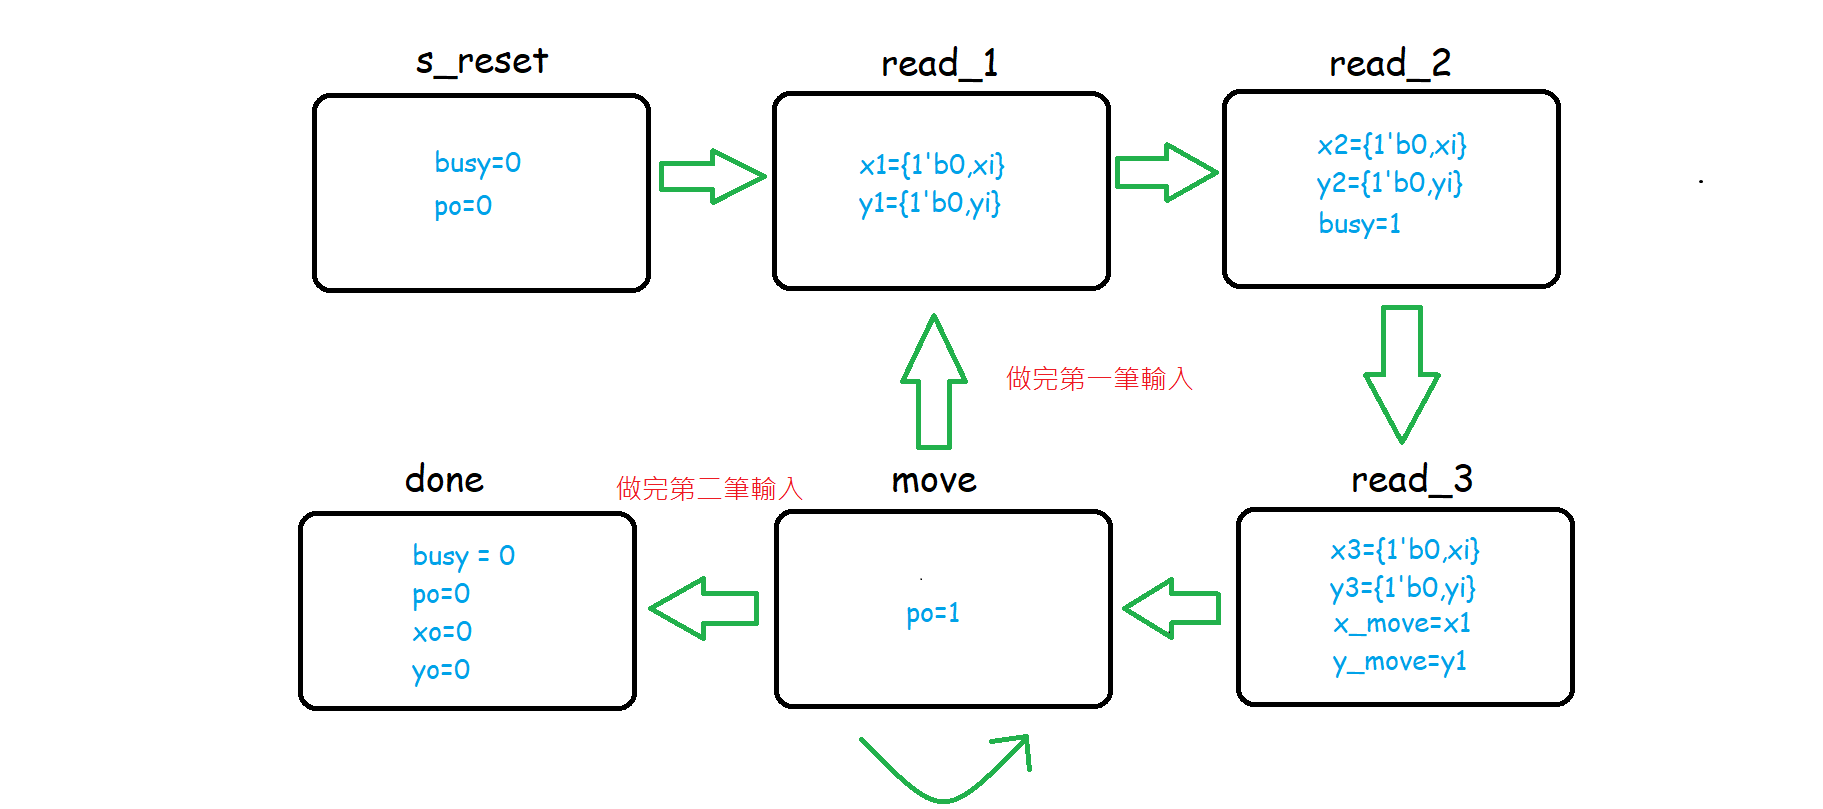 s_reset
busy=0
po=0
read_1
x1={1'b0,xi}
y1={1'b0,yi}
read_2
x2={1'b0,xi}
y2={1'b0,yi}
busy=1
做完第一筆輸入
done
busy = 0
po=0
xo=0
yo=0
做完第二筆輸入
move
po=1
read_3
x3={1'b0,xi}
y3={1'b0,yi}
x_move=x1
y_move=y1